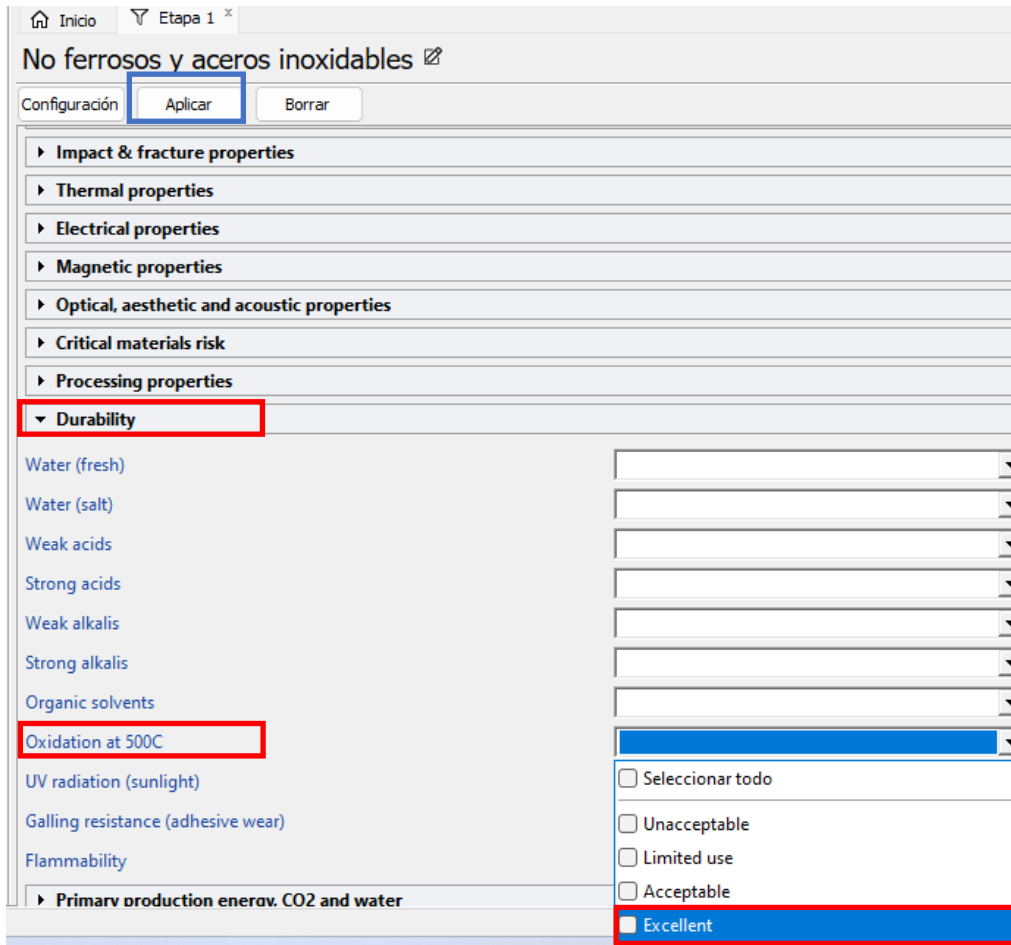 Inicio
Etapa 1 x
No ferrosos y aceros inoxidables
Configuración Aplicar Borrar
Impact & fracture properties
Thermal properties
Electrical properties
Magnetic properties
Optical, aesthetic and acoustic properties
Critical materials risk
Processing properties
Durability
Water (fresh)
Water (salt)
Weak acids
Strong acids
Weak alkalis
Strong alkalis
Organic solvents
Oxidation at 500C
UV radiation (sunlight)
Galling resistance (adhesive wear)
Flammability
Seleccionar todo
Unacceptable
Limited use
Acceptable
Excellent
Primary production energy, CO2 and water